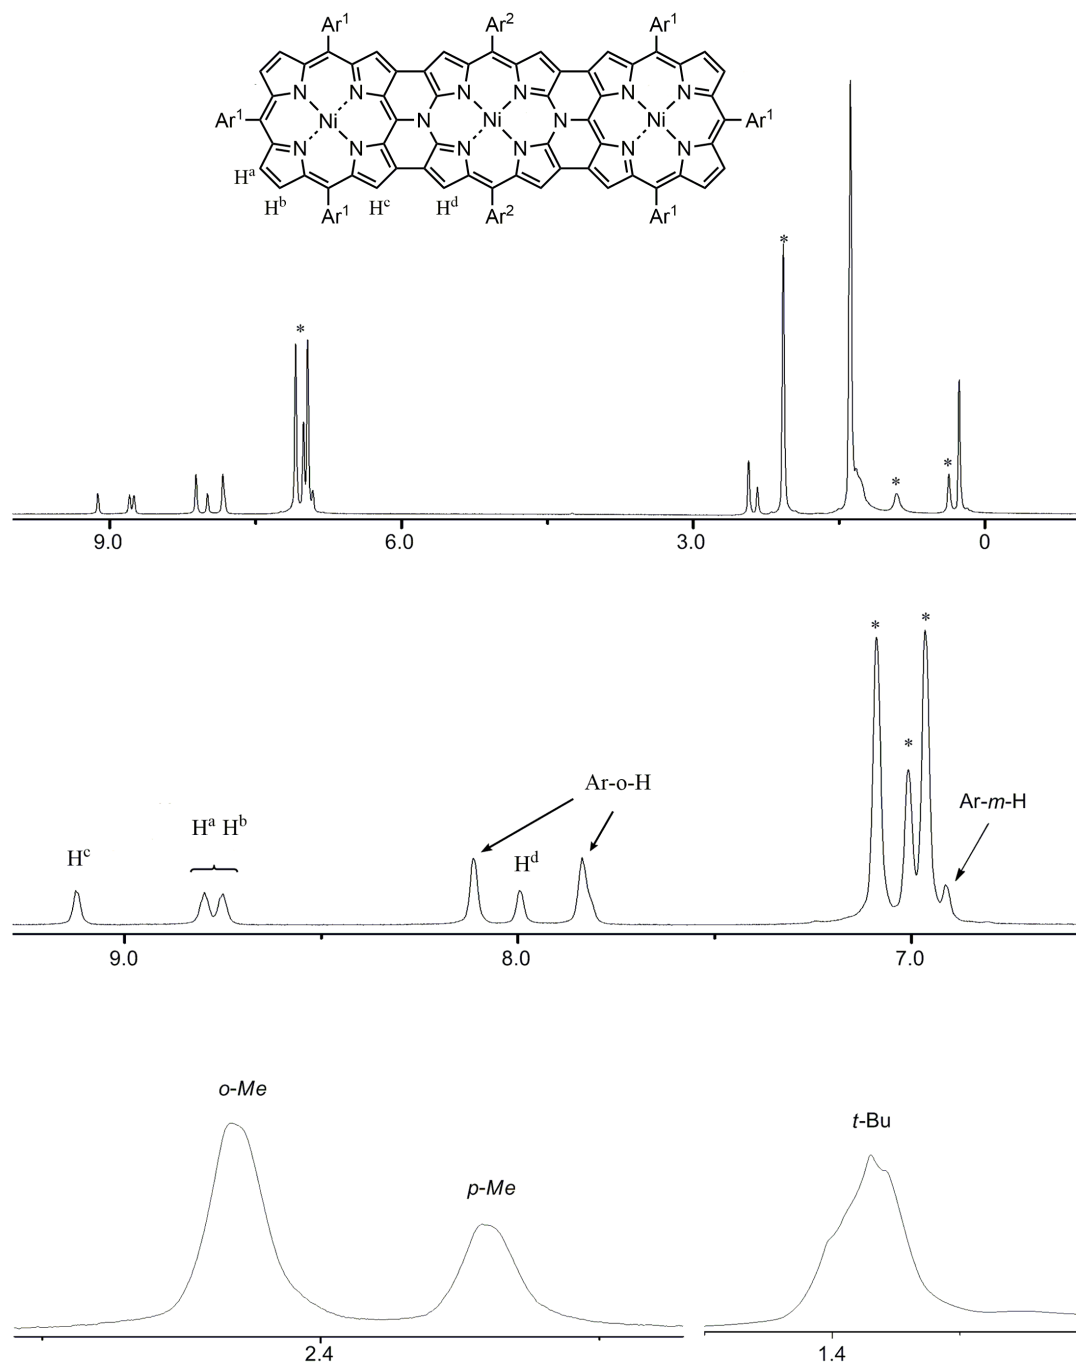 Ar¹ Ar² Ar¹
N N N N N N
Ar¹ Ni N Ni N Ni Ar¹
N N N N N N
Hᵃ
Hᵇ Ar¹ Hᶜ Hᵈ Ar² Ar¹
*
*
*
*
9.0 6.0 3.0 0
* * *
Ar-o-H
Ar-m-H
Hᵃ Hᵇ
Hᶜ Hᵈ
9.0 8.0 7.0
o-Me
t-Bu
p-Me
2.4 1.4